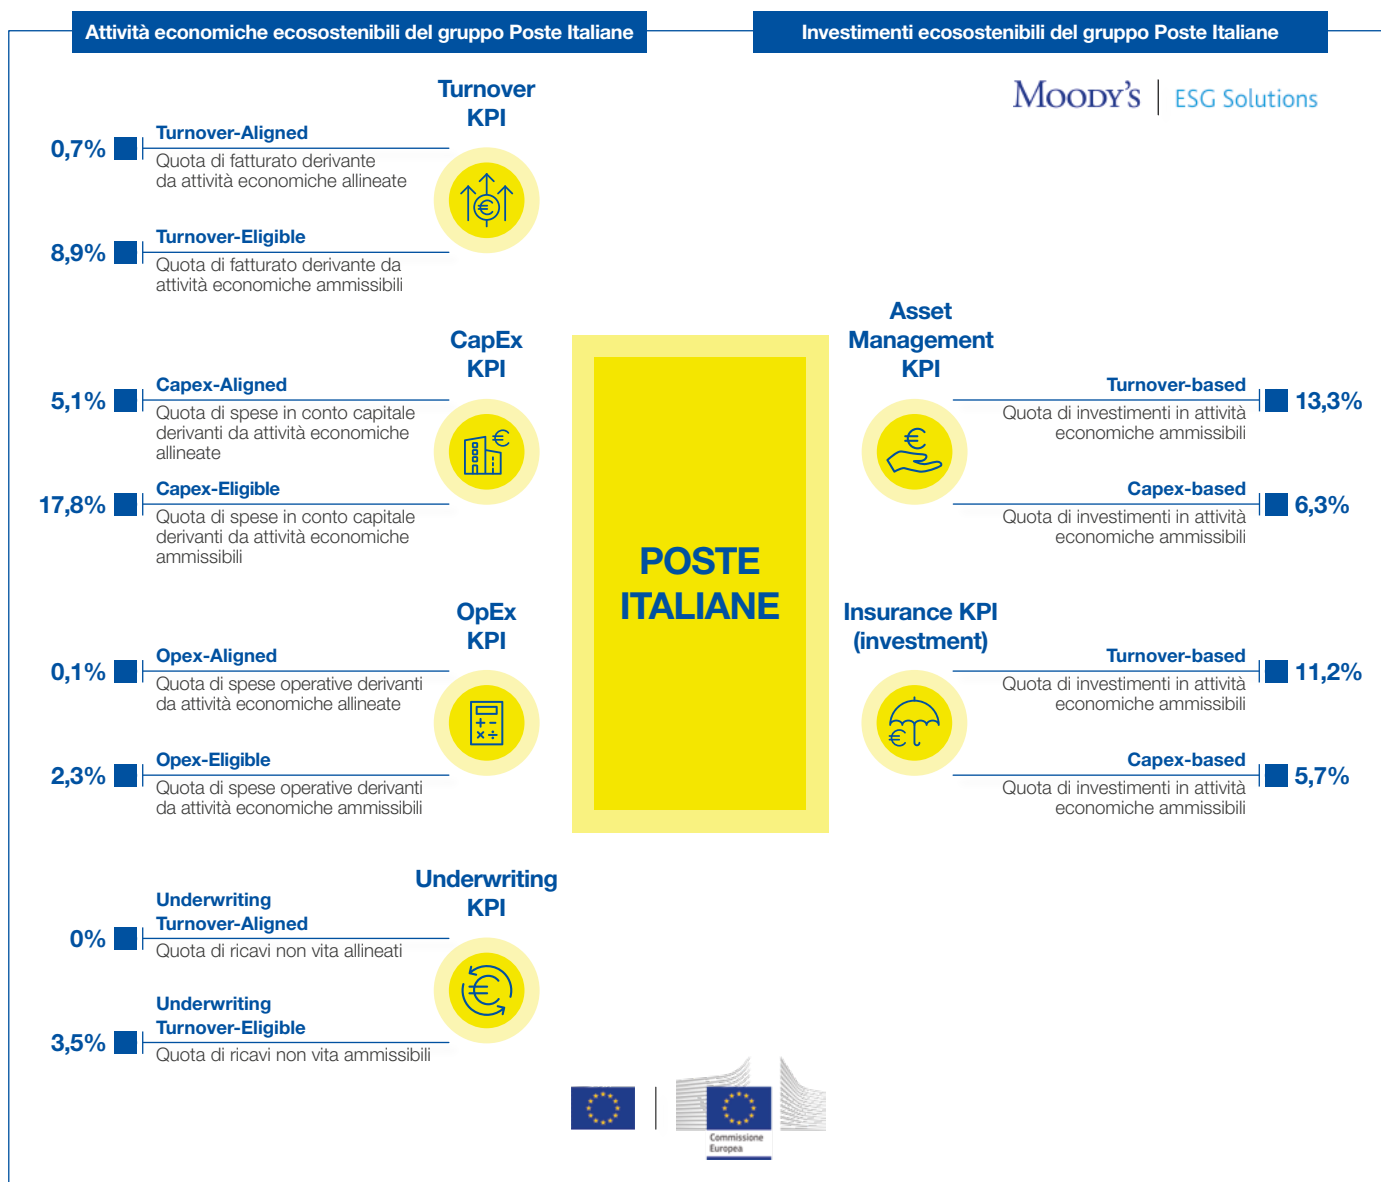 Attività economiche ecosostenibili del gruppo Poste Italiane
Investimenti ecosostenibili del gruppo Poste Italiane
MOODY'S | ESG Solutions
Turnover
KPI
0,7%
Turnover-Aligned
Quota di fatturato derivante
da attività economiche allineate
8,9%
Turnover-Eligible
Quota di fatturato derivante da
attività economiche ammissibili
CapEx
KPI
5,1%
Capex-Aligned
Quota di spese in conto capitale
derivanti da attività economiche
allineate
17,8%
Capex-Eligible
Quota di spese in conto capitale
derivanti da attività economiche
ammissibili
OpEx
KPI
0,1%
Opex-Aligned
Quota di spese operative derivanti
da attività economiche allineate
2,3%
Opex-Eligible
Quota di spese operative derivanti
da attività economiche ammissibili
Underwriting
KPI
0%
Underwriting
Turnover-Aligned
Quota di ricavi non vita allineati
3,5%
Underwriting
Turnover-Eligible
Quota di ricavi non vita ammissibili
POSTE
ITALIANE
Asset
Management
KPI
Turnover-based
13,3%
Quota di investimenti in attività
economiche ammissibili
Capex-based
6,3%
Quota di investimenti in attività
economiche ammissibili
Insurance KPI
(investment)
Turnover-based
11,2%
Quota di investimenti in attività
economiche ammissibili
Capex-based
5,7%
Quota di investimenti in attività
economiche ammissibili
Commissione
Europea